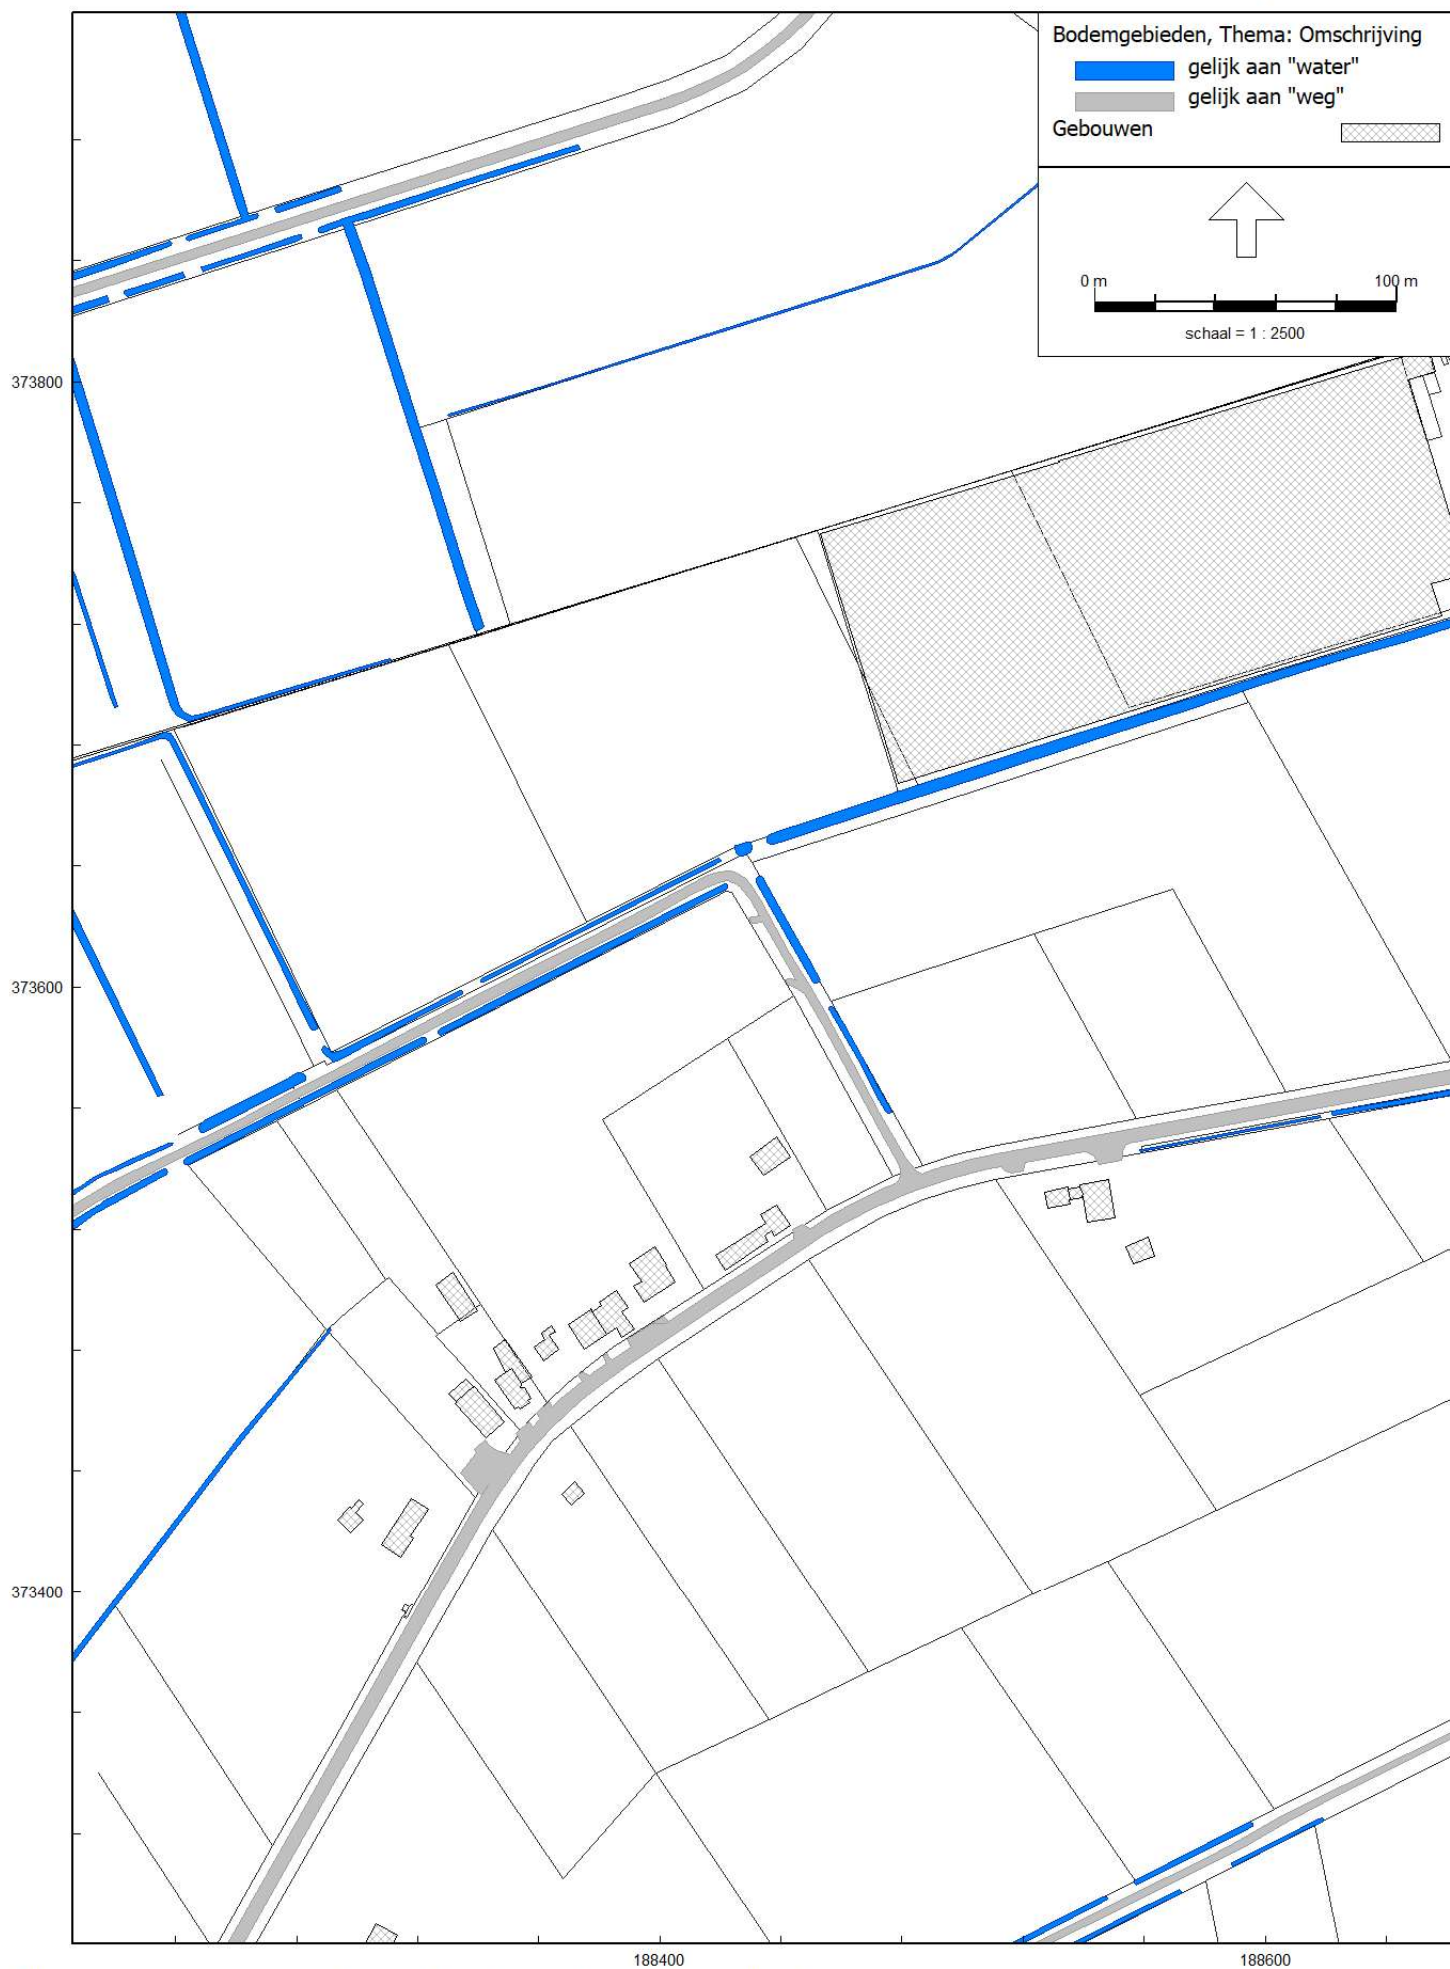 Bodemgebieden, Thema: Omschrijving
gelijk aan "water"
gelijk aan "weg"
Gebouwen
0 m 100 m
schaal = 1 : 2500
373800
373600
373400
188400 188600